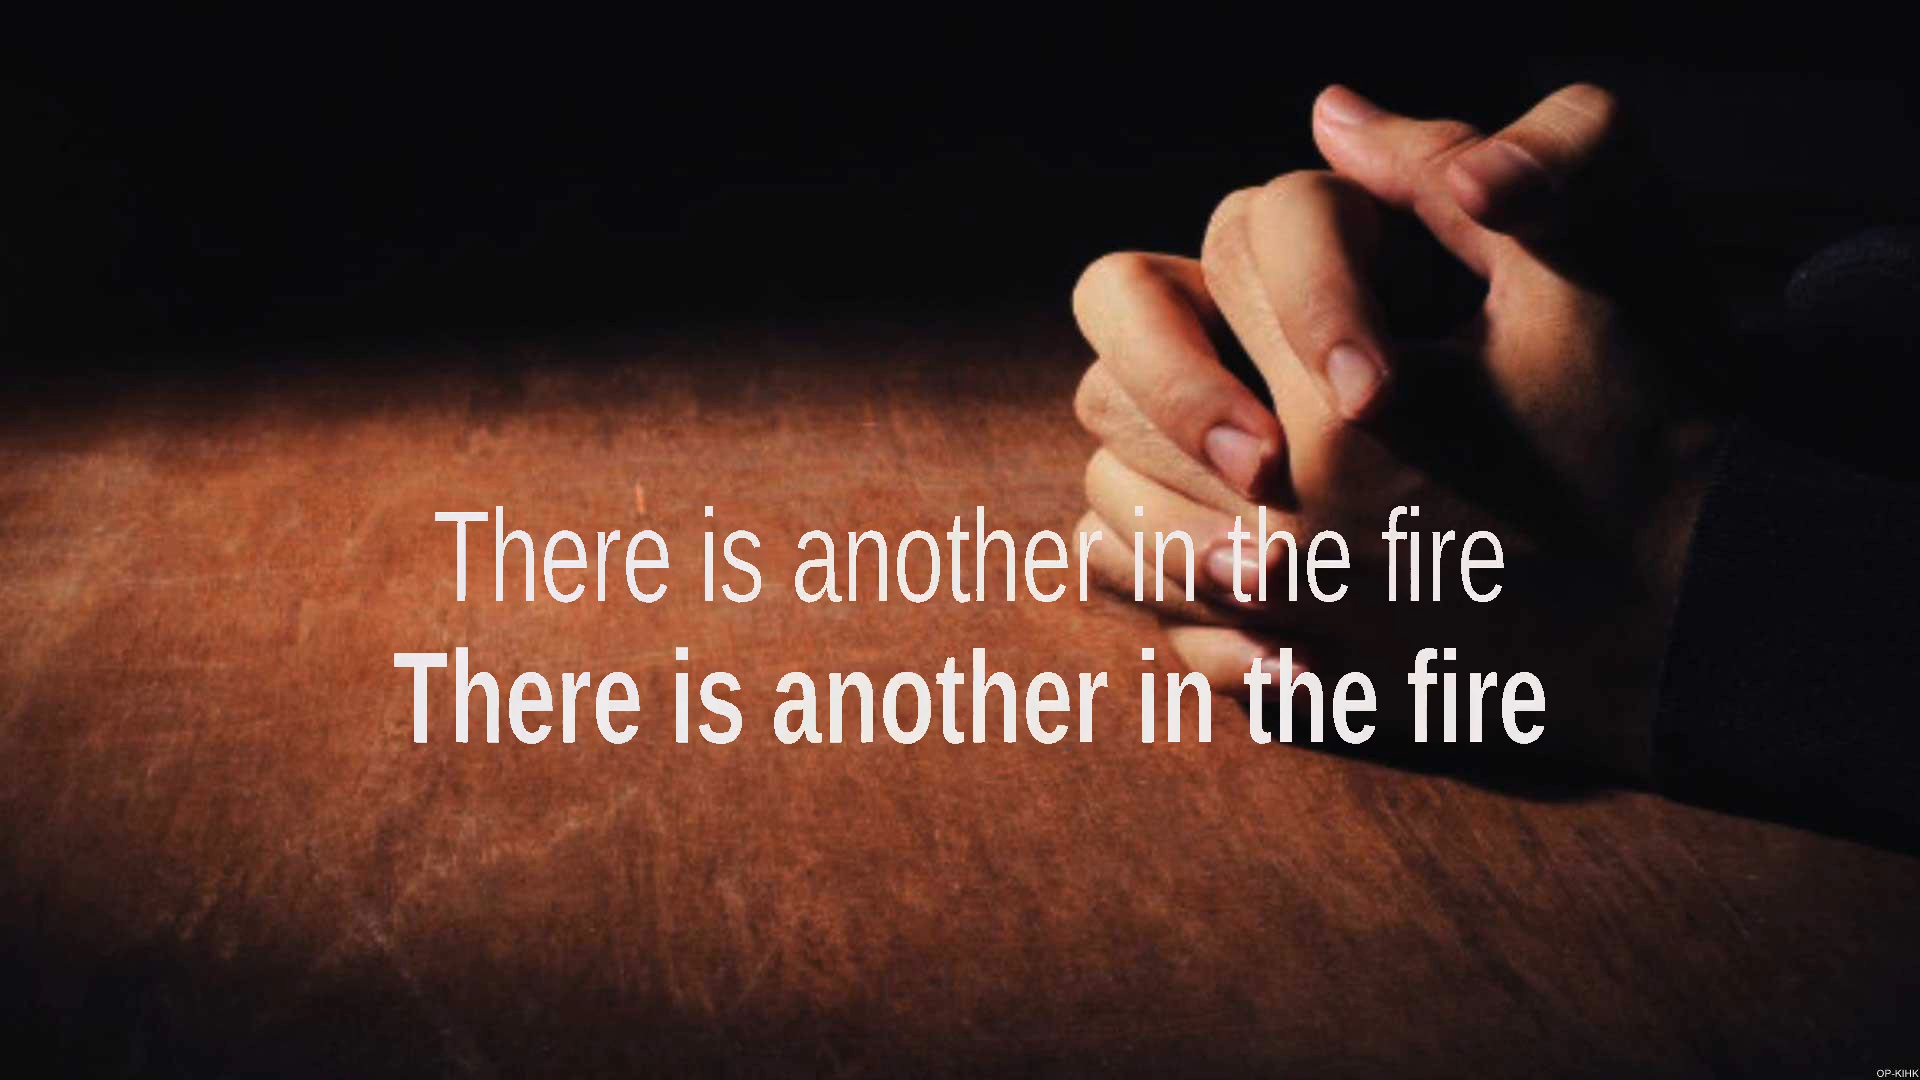 There is another in the fire
There is another in the fire
OP-KIHK